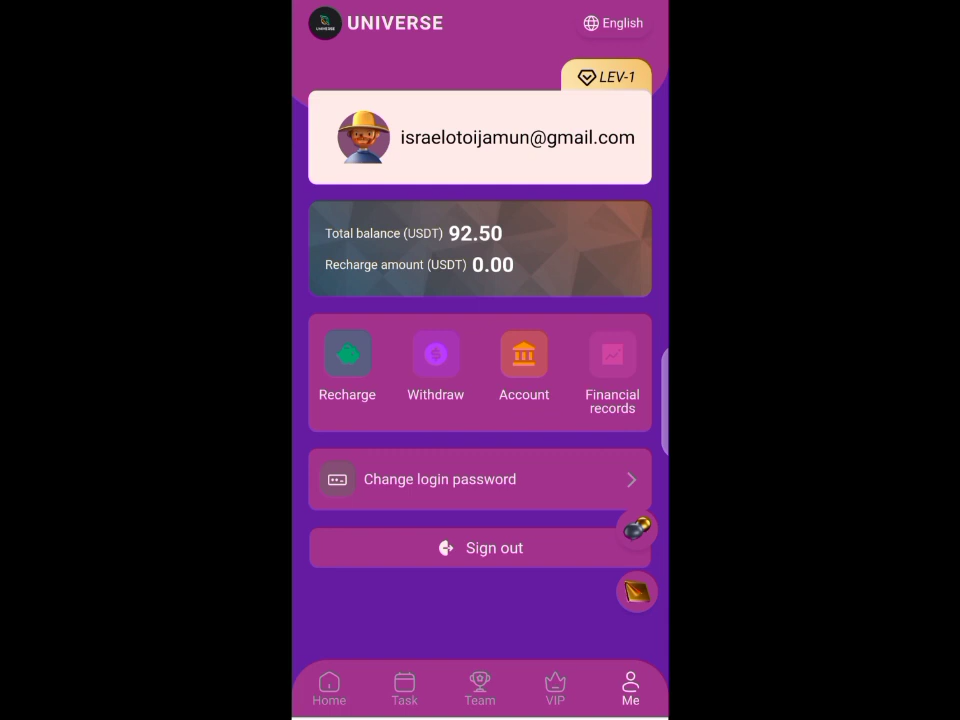 UNIVERSE
UNIVERSE
English
LEV-1
israelotoijamun@gmail.com
Total balance (USDT) 92.50
Recharge amount (USDT) 0.00
Recharge
Withdraw
Account
Financial
records
Change login password
Sign out
Home
Task
Team
VIP
Me